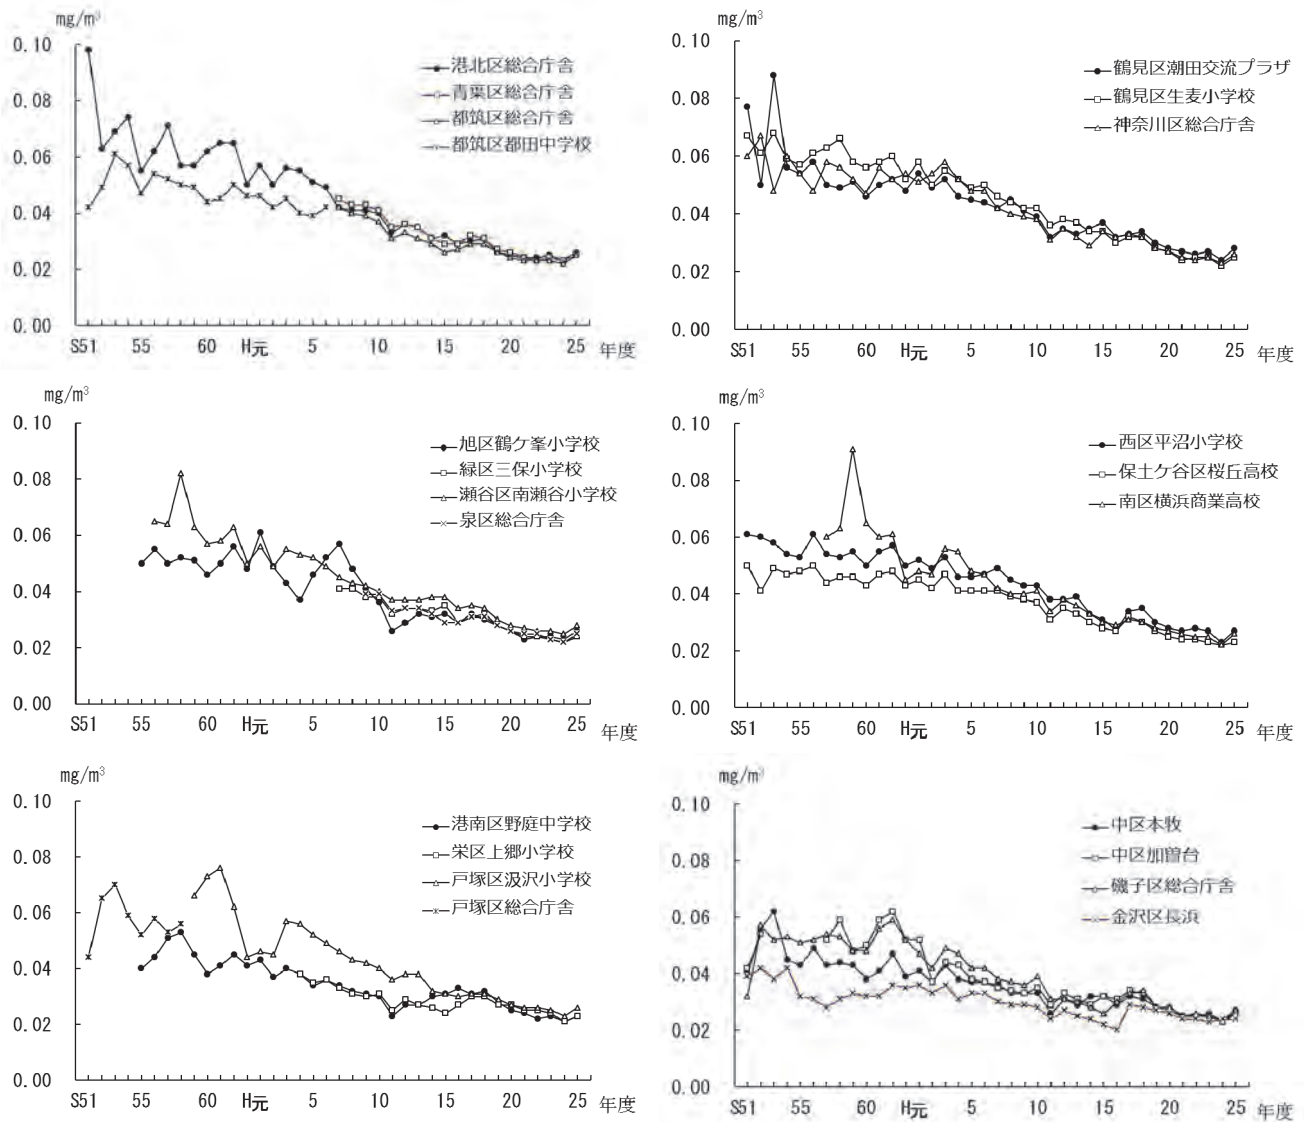 mg/m³
0.10
0.08
0.06
0.04
0.02
0.00
S51 55 60 H元 5 10 15 20 25 年度
港北区総合庁舎
青葉区総合庁舎
都筑区総合庁舎
都筑区都田中学校
mg/m³
0.10
0.08
0.06
0.04
0.02
0.00
S51 55 60 H元 5 10 15 20 25 年度
鶴見区潮田交流プラザ
鶴見区生麦小学校
神奈川区総合庁舎
mg/m³
0.10
0.08
0.06
0.04
0.02
0.00
S51 55 60 H元 5 10 15 20 25 年度
旭区鶴ケ峯小学校
緑区三保小学校
瀬谷区南瀬谷小学校
泉区総合庁舎
mg/m³
0.10
0.08
0.06
0.04
0.02
0.00
S51 55 60 H元 5 10 15 20 25 年度
西区平沼小学校
保土ケ谷区桜丘高校
南区横浜商業高校
mg/m³
0.10
0.08
0.06
0.04
0.02
0.00
S51 55 60 H元 5 10 15 20 25 年度
港南区野庭中学校
栄区上郷小学校
戸塚区汲沢小学校
戸塚区総合庁舎
mg/m³
0.10
0.08
0.06
0.04
0.02
0.00
S51 55 60 H元 5 10 15 20 25 年度
中区本牧
中区加曽台
磯子区総合庁舎
金沢区長浜